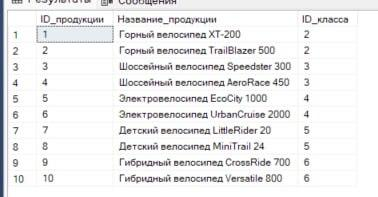 Результаты Сообщения
ID_продукции Название_продукции ID_класса
1 1 Горный велосипед XT-200 2
2 2 Горный велосипед TrailBlazer 500 2
3 3 Шоссейный велосипед Speedster 300 3
4 4 Шоссейный велосипед AeroRace 450 3
5 5 Электровелосипед EcoCity 1000 4
6 6 Электровелосипед UrbanCruise 2000 4
7 7 Детский велосипед LittleRider 20 5
8 8 Детский велосипед MiniTrail 24 5
9 9 Гибридный велосипед CrossRide 700 6
10 10 Гибридный велосипед Versatile 800 6